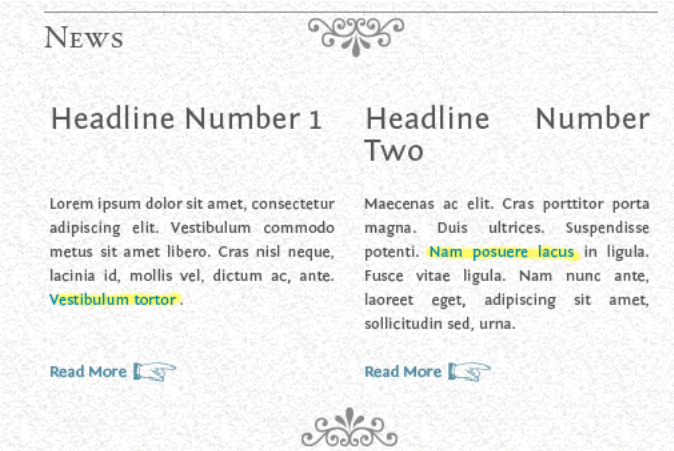 News
Headline Number 1
Lorem ipsum dolor sit amet, consectetur
adipiscing elit. Vestibulum commodo
metus sit amet libero. Cras nisl neque,
lacinia id, mollis vel, dictum ac, ante.
Vestibulum tortor.
Read More
Headline Number
Two
Maecenas ac elit. Cras porttitor porta
magna. Duis ultrices. Suspendisse
potenti. Nam posuere lacus in ligula.
Fusce vitae ligula. Nam nunc ante,
laoreet eget, adipiscing sit amet,
sollicitudin sed, urna.
Read More